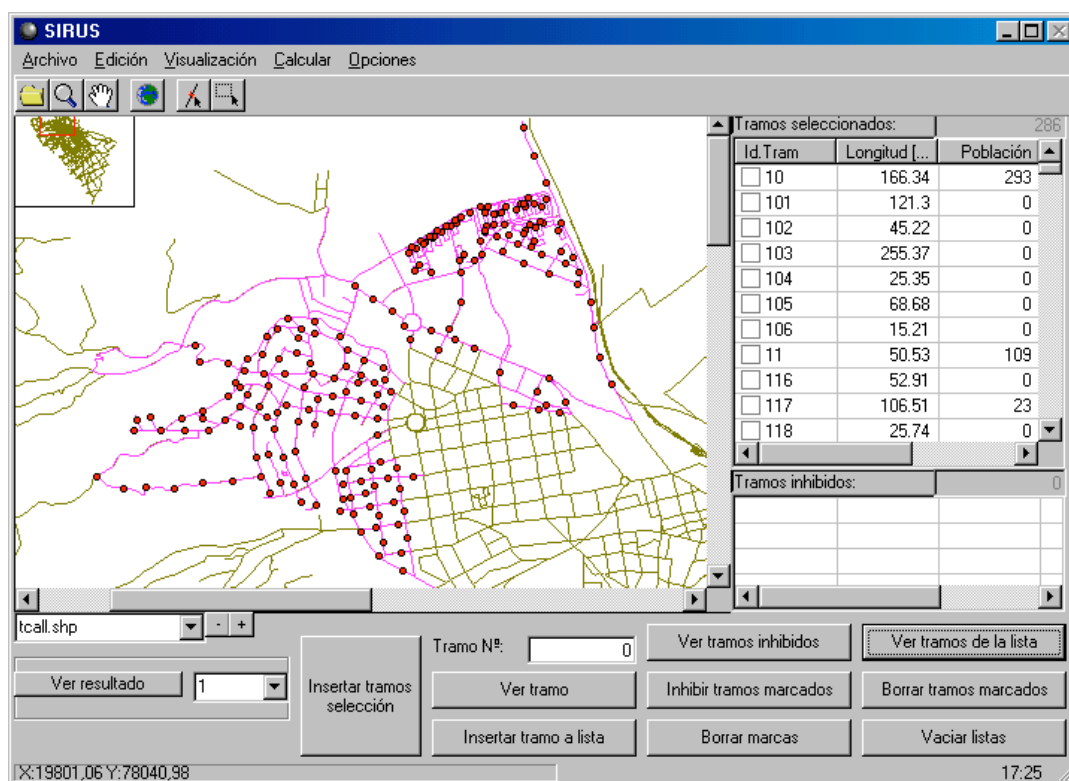 SIRUS
Archivo Edición Visualización Calcular Opciones
Tramos seleccionados: 286
Id.Tram Longitud [... Población
10 166.34 293
101 121.3 0
102 45.22 0
103 255.37 0
104 25.35 0
105 68.68 0
106 15.21 0
11 50.53 109
116 52.91 0
117 106.51 23
118 25.74 0
Tramos inhibidos: 0
tcall.shp - +
Ver resultado 1
Insertar tramos selección
Tramo Nº: 0
Ver tramo
Insertar tramo a lista
Ver tramos inhibidos
Inhibir tramos marcados
Borrar marcas
Ver tramos de la lista
Borrar tramos marcados
Vaciar listas
X:19801,06 Y:78040,98 17:25